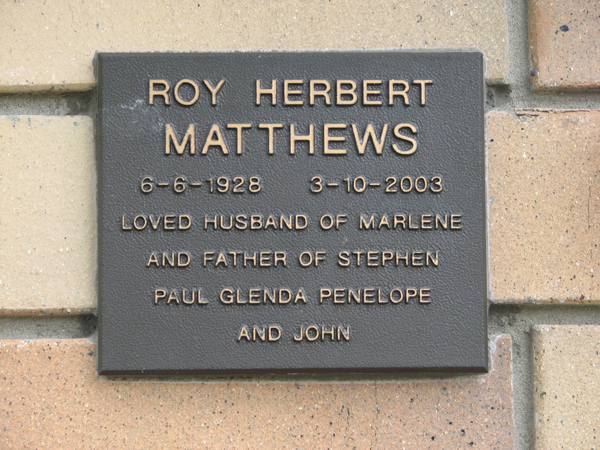 ROY HERBERT
MATTHEWS
6-6-1928 3-10-2003
LOVED HUSBAND OF MARLENE
AND FATHER OF STEPHEN
PAUL GLENDA PENELOPE
AND JOHN